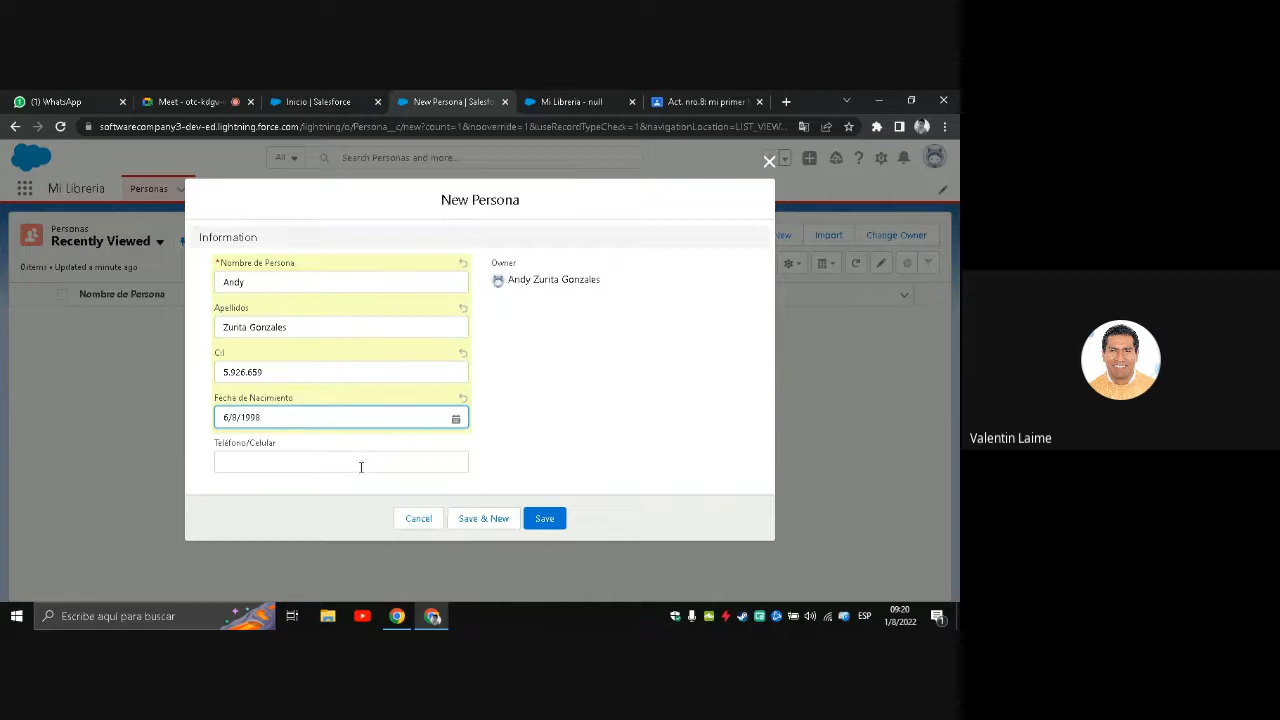 (1) WhatsApp
Meet - otc-kdgv-
Inicio | Salesforce
New Persona | Salesfo
Mi Libreria - null
Act. nro.8: mi primer
softwarecompany3-dev-ed.lightning.force.com/lightning/o/Persona__c/new?count=1&nooverride=1&useRecordTypeCheck=1&navigationLocation=LIST_VIEW...
All
Search Personas and more...
Mi Libreria
Personas
New Persona
Personas
Recently Viewed
New
Import
Change Owner
0 items • Updated a minute ago
Nombre de Persona
Information
*Nombre de Persona
Andy
Owner
Andy Zurita Gonzales
Apellidos
Zurita Gonzales
C.I
5.926.659
Fecha de Nacimiento
6/8/1998
Teléfono/Celular
Cancel
Save & New
Save
Valentin Laime
Escribe aquí para buscar
ESP
09:20
1/8/2022
1